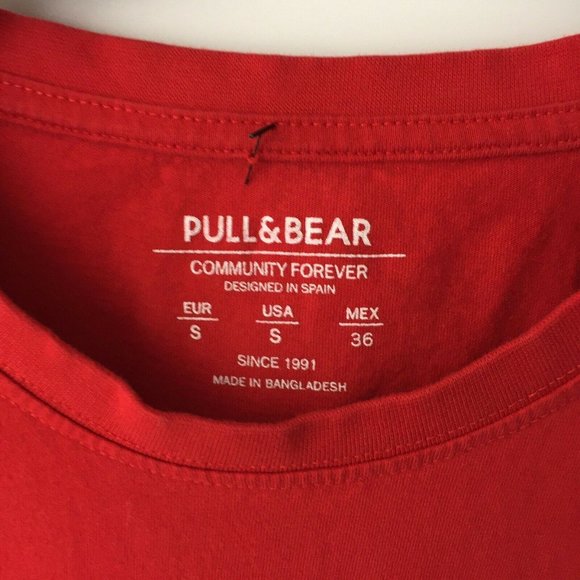 PULL&BEAR
COMMUNITY FOREVER
DESIGNED IN SPAIN
EUR USA MEX
S S 36
SINCE 1991
MADE IN BANGLADESH